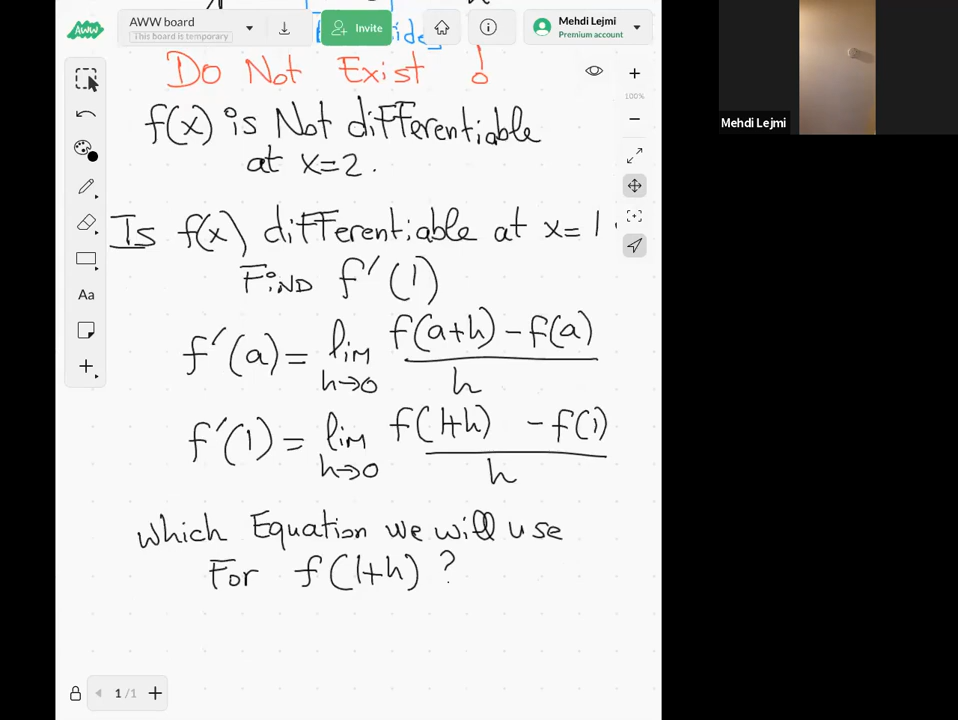 AWW board
This board is temporary
Invite
Mehdi Lejmi
Premium account
Do Not Exist !
100%
f(x) is Not differentiable
at x=2.
Mehdi Lejmi
Is f(x) differentiable at x=1
Find f'(1)
f'(a) = lim h→0 f(a+h) - f(a) / h
f'(1) = lim h→0 f(1+h) - f(1) / h
Which Equation we will use
For f(1+h) ?
Aa
1/1
AWW